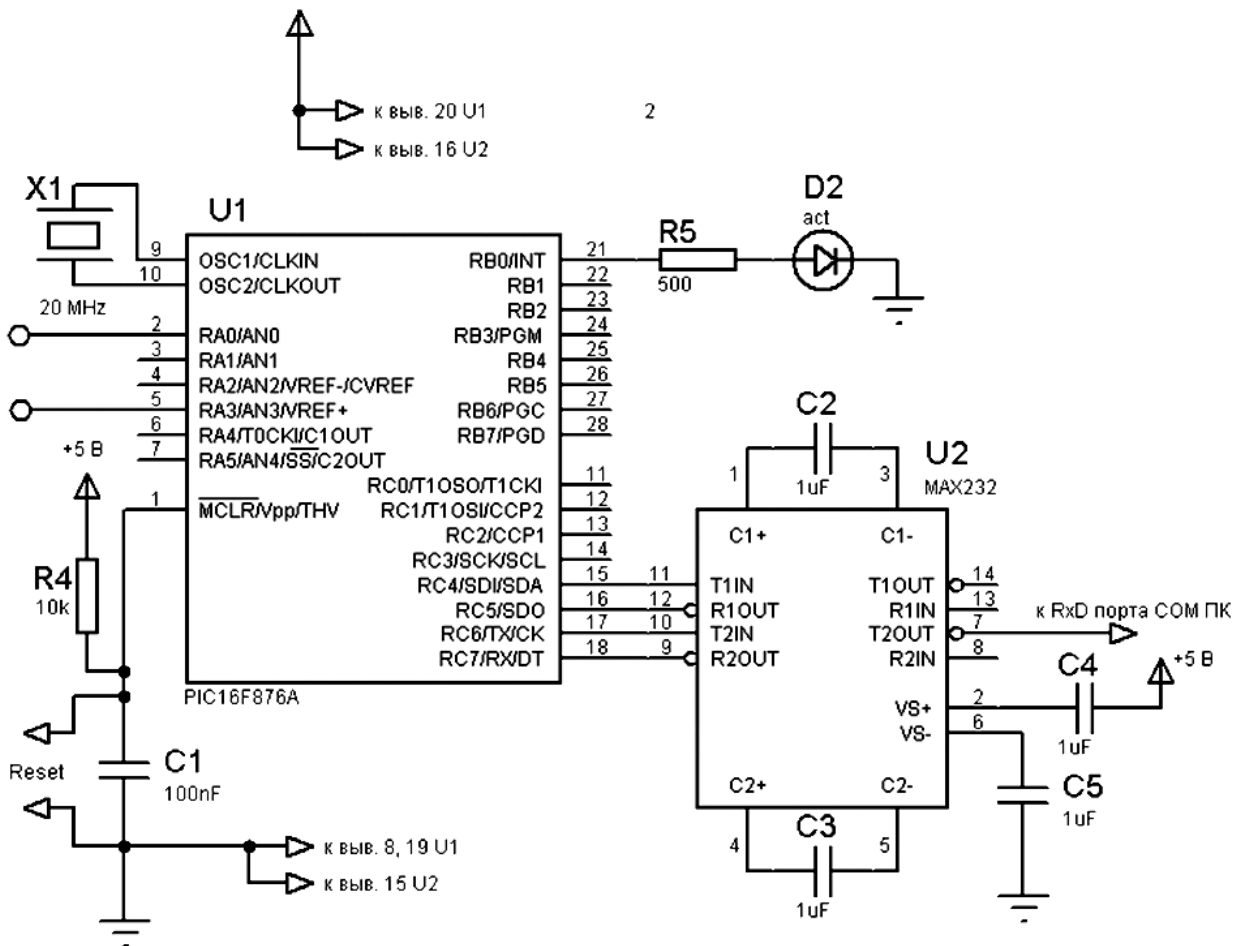 к выв. 20 U1
2
к выв. 16 U2
X1
20 MHz
U1
PIC16F876A
9 OSC1/CLKIN
10 OSC2/CLKOUT
2 RA0/AN0
3 RA1/AN1
4 RA2/AN2/VREF-/CVREF
5 RA3/AN3/VREF+
6 RA4/T0CKI/C1OUT
7 RA5/AN4/SS/C2OUT
1 MCLR/Vpp/THV
RB0/INT 21
RB1 22
RB2 23
RB3/PGM 24
RB4 25
RB5 26
RB6/PGC 27
RB7/PGD 28
RC0/T1OSO/T1CKI 11
RC1/T1OSI/CCP2 12
RC2/CCP1 13
RC3/SCK/SCL 14
RC4/SDI/SDA 15
RC5/SDO 16
RC6/TX/CK 17
RC7/RX/DT 18
R5
500
D2
act
+5 В
R4
10k
Reset
C1
100nF
к выв. 8, 19 U1
к выв. 15 U2
C2
1uF
1
3
U2
MAX232
C1+
C1-
11 T1IN
12 R1OUT
10 T2IN
9 R2OUT
T1OUT 14
R1IN 13
T2OUT 7
R2IN 8
VS+ 2
VS- 6
C2+
C2-
к RxD порта COM ПК
C4
1uF
+5 В
C5
1uF
4
5
C3
1uF